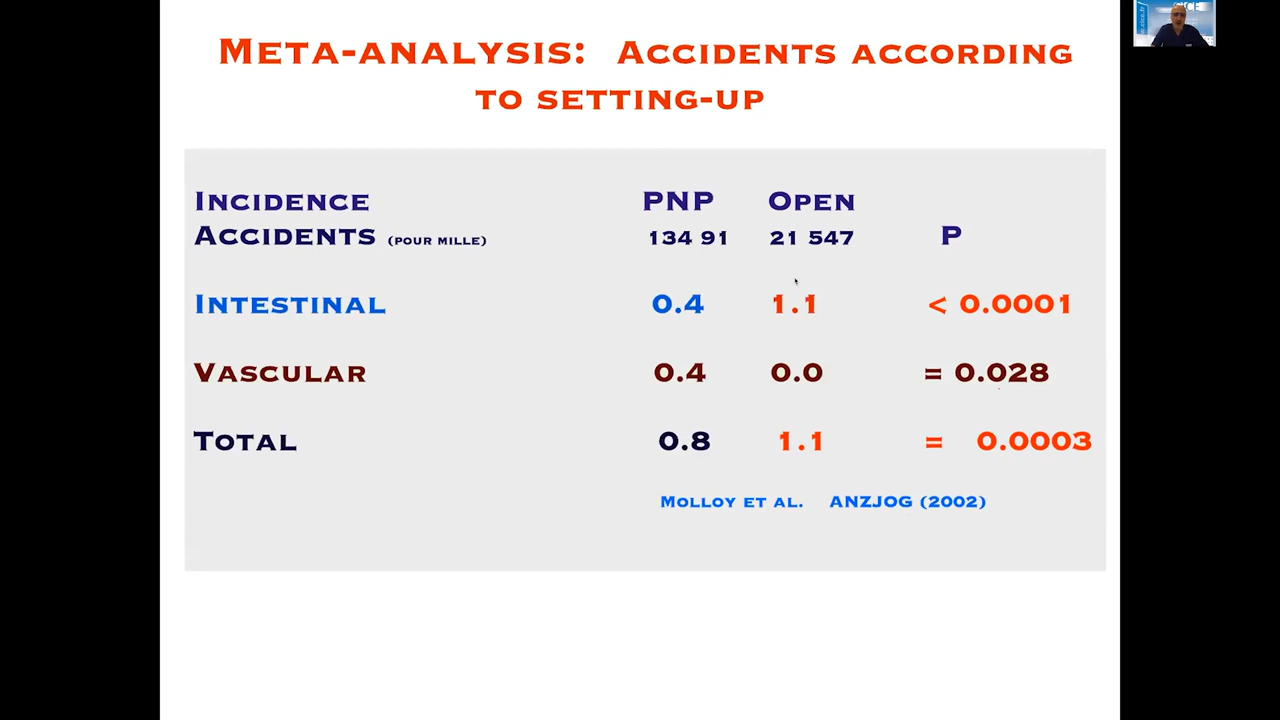 META-ANALYSIS: ACCIDENTS ACCORDING
TO SETTING-UP
INCIDENCE PNP OPEN
ACCIDENTS (POUR MILLE) 134 91 21 547 P
INTESTINAL 0.4 1.1 < 0.0001
VASCULAR 0.4 0.0 = 0.028
TOTAL 0.8 1.1 = 0.0003
MOLLOY ET AL. ANZJOG (2002)